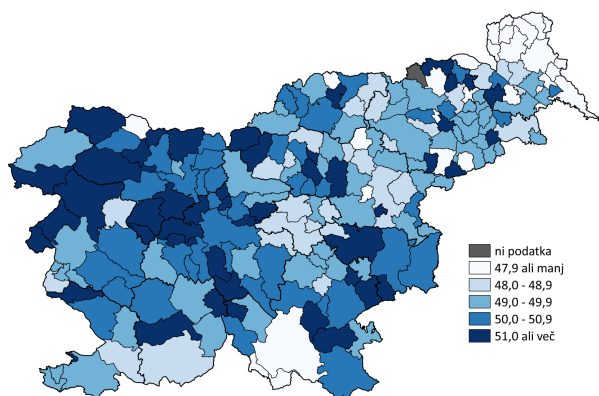 ni podatka
47,9 ali manj
48,0 - 48,9
49,0 - 49,9
50,0 - 50,9
51,0 ali več